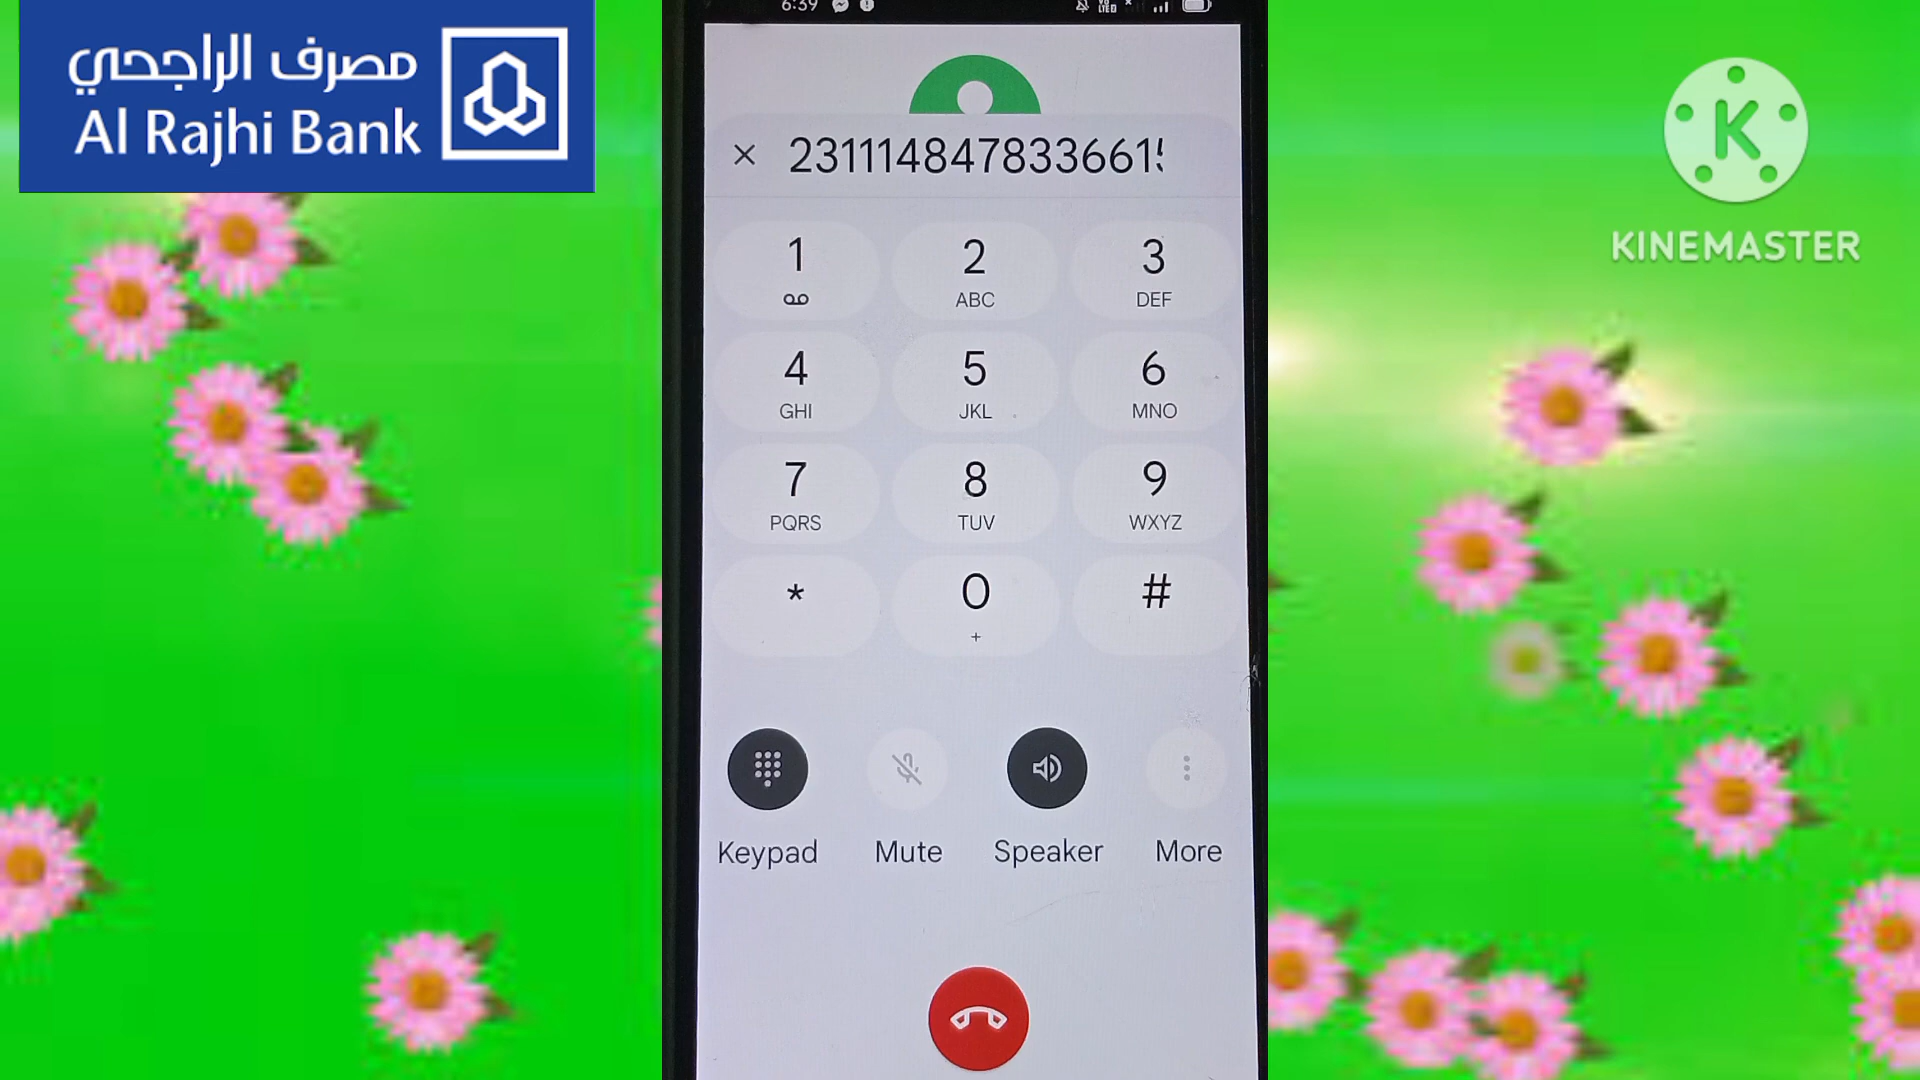 مصرف الراجحي
Al Rajhi Bank
6:39
× 2311148478336615
1
2 ABC
3 DEF
4 GHI
5 JKL
6 MNO
7 PQRS
8 TUV
9 WXYZ
*
0 +
#
Keypad Mute Speaker More
K
KINEMASTER